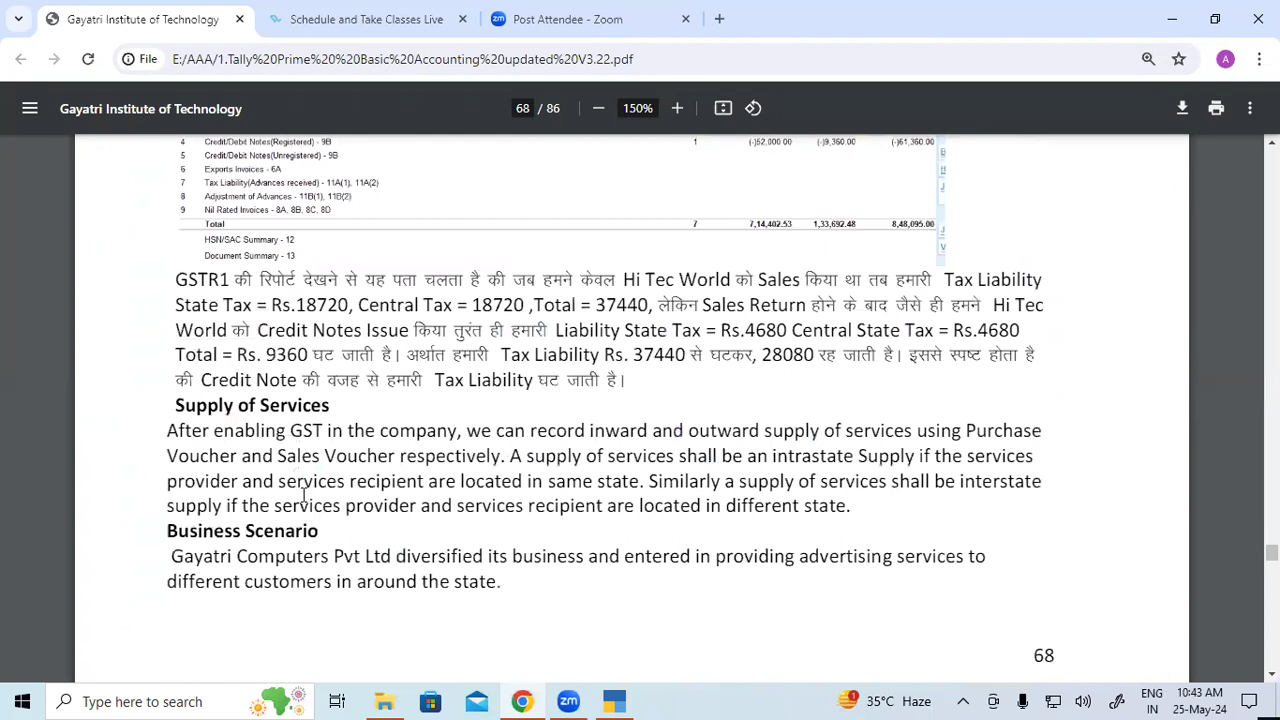 Gayatri Institute of Technology
Schedule and Take Classes Live
Post Attendee - Zoom
File E:/AAA/1.Tally%20Prime%20%20Basic%20Accounting%20updated%20V3.22.pdf
A
Gayatri Institute of Technology
68 / 86
150%
4 Credit/Debit Notes(Registered) - 9B 1 (-)52,000.00 (-)9,360.00 (-)61,360.00
5 Credit/Debit Notes(Unregistered) - 9B
6 Exports Invoices - 6A
7 Tax Liability(Advances received) - 11A(1), 11A(2)
8 Adjustment of Advances - 11B(1), 11B(2)
9 Nil Rated Invoices - 8A, 8B, 8C, 8D
Total 7 7,14,402.53 1,33,692.48 8,48,095.00
HSN/SAC Summary - 12
Document Summary - 13
GSTR1 की रिपोर्ट देखने से यह पता चलता है की जब हमने केवल Hi Tec World को Sales किया था तब हमारी Tax Liability
State Tax = Rs.18720, Central Tax = 18720 ,Total = 37440, लेकिन Sales Return होने के बाद जैसे ही हमने Hi Tec
World को Credit Notes Issue किया तुरंत ही हमारी Liability State Tax = Rs.4680 Central State Tax = Rs.4680
Total = Rs. 9360 घट जाती है। अर्थात हमारी Tax Liability Rs. 37440 से घटकर, 28080 रह जाती है। इससे स्पष्ट होता है
की Credit Note की वजह से हमारी Tax Liability घट जाती है।
Supply of Services
After enabling GST in the company, we can record inward and outward supply of services using Purchase
Voucher and Sales Voucher respectively. A supply of services shall be an intrastate Supply if the services
provider and services recipient are located in same state. Similarly a supply of services shall be interstate
supply if the services provider and services recipient are located in different state.
Business Scenario
Gayatri Computers Pvt Ltd diversified its business and entered in providing advertising services to
different customers in around the state.
68
Type here to search
1
35°C Haze
ENG
IN
10:43 AM
25-May-24